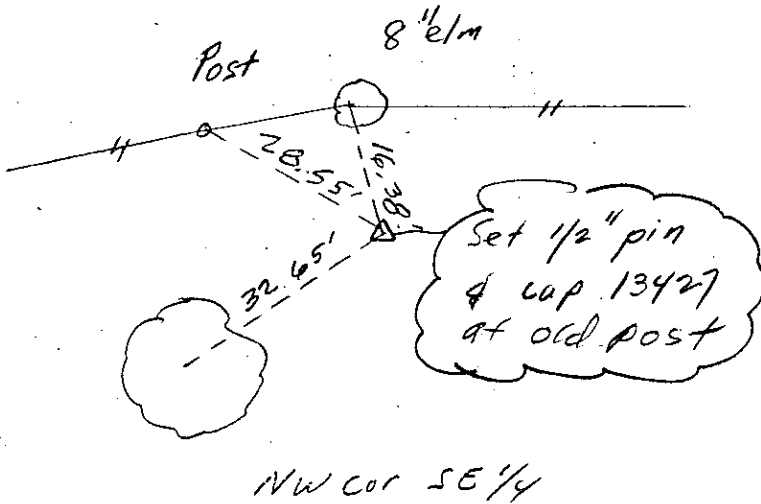 8" elm
Post
28.55'
16.38'
32.65'
Set 1/2" pin
& cap 13427
at old post
NW cor SE 1/4